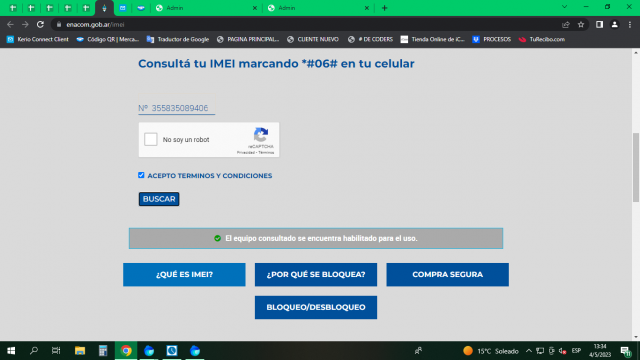 Admin
Admin
enacom.gob.ar/imei
Kerio Connect Client
Código QR | Merca...
Traductor de Google
PAGINA PRINCIPAL...
CLIENTE NUEVO
# DE CODERS
Tienda Online de iC...
PROCESOS
TuRecibo.com
Consultá tu IMEI marcando *#06# en tu celular
Nº 355835089406
No soy un robot
reCAPTCHA
Privacidad - Términos
ACEPTO TERMINOS Y CONDICIONES
BUSCAR
El equipo consultado se encuentra habilitado para el uso.
¿QUÉ ES IMEI?
¿POR QUÉ SE BLOQUEA?
COMPRA SEGURA
BLOQUEO/DESBLOQUEO
15°C Soleado
ESP
13:34
4/5/2023